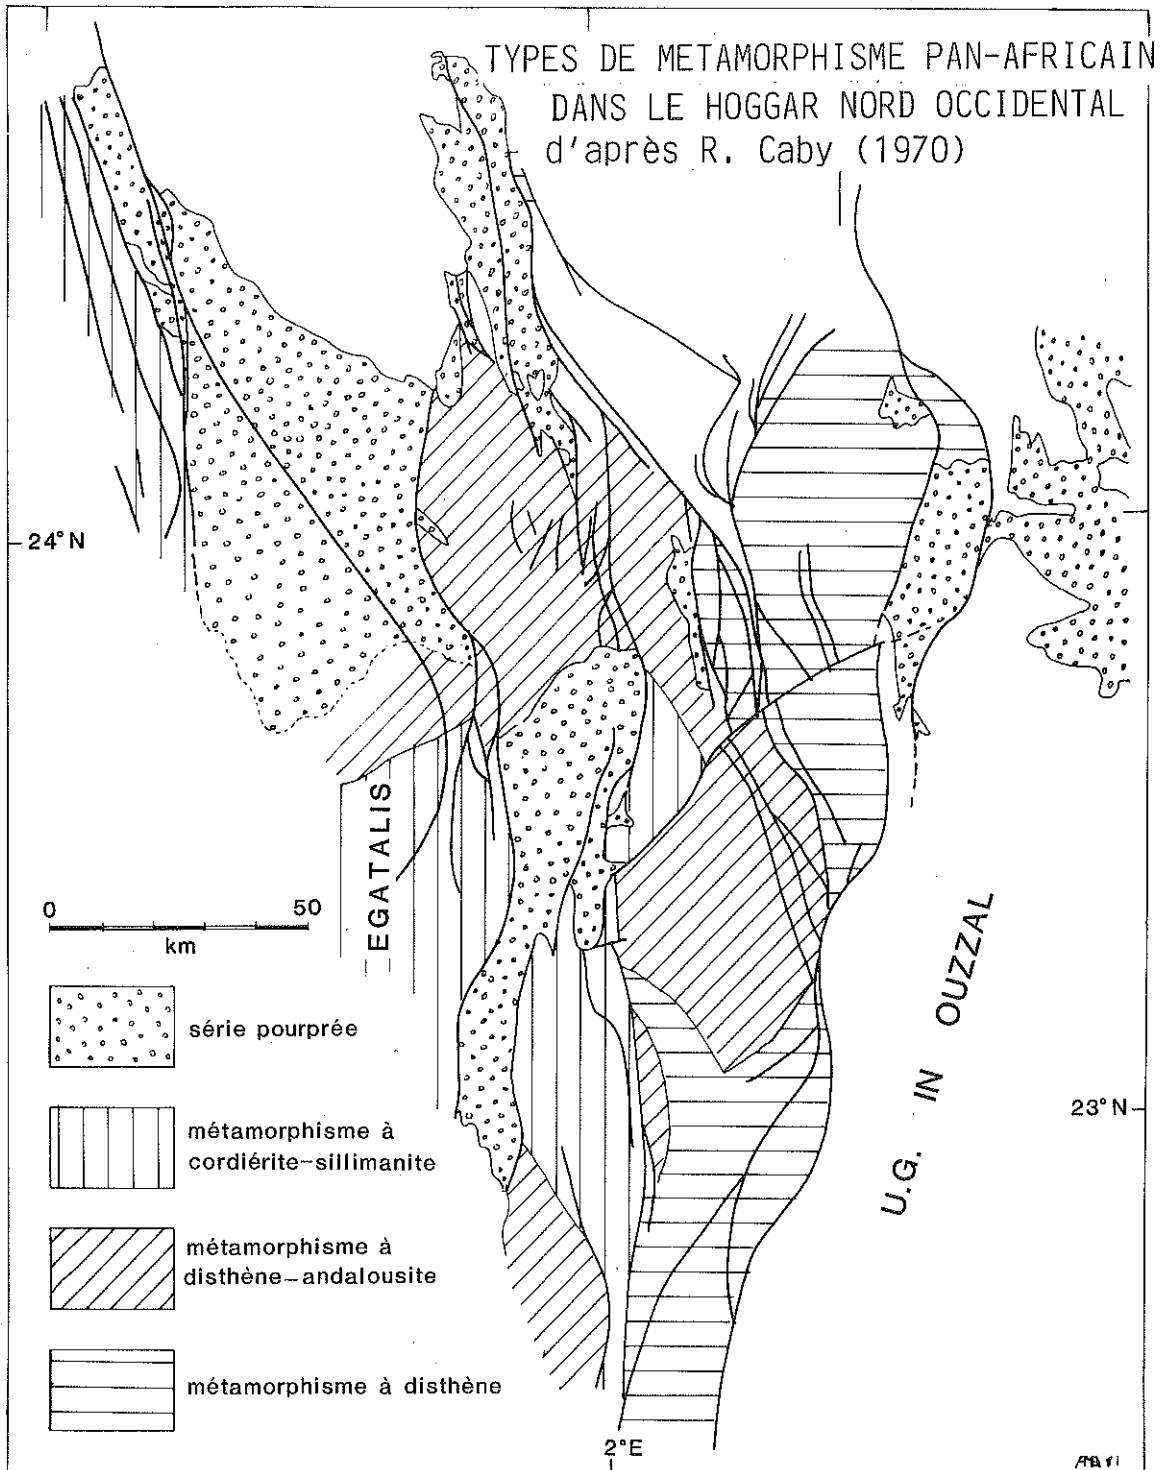 TYPES DE METAMORPHISME PAN-AFRICAIN
DANS LE HOGGAR NORD OCCIDENTAL
d'après R. Caby (1970)
24°N
EGATALIS
0 50
km
série pourprée
U.G. IN OUZZAL
23°N
métamorphisme à
cordiérite-sillimanite
métamorphisme à
disthène-andalousite
métamorphisme à disthène
2°E